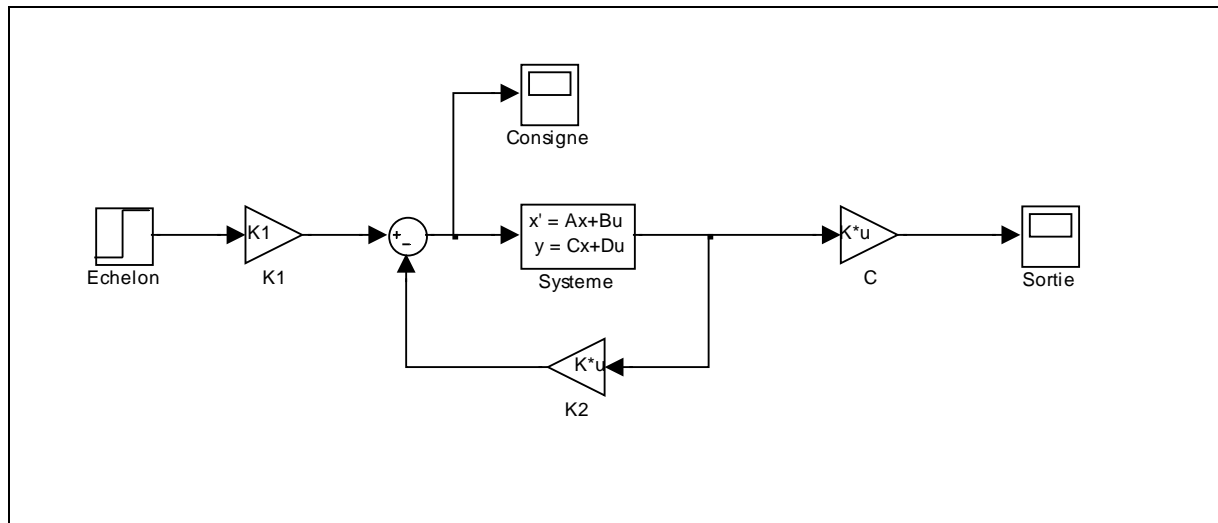 Consigne
Echelon
K1
K1
+
−
x' = Ax+Bu
y = Cx+Du
Systeme
K*u
C
Sortie
K*u
K2